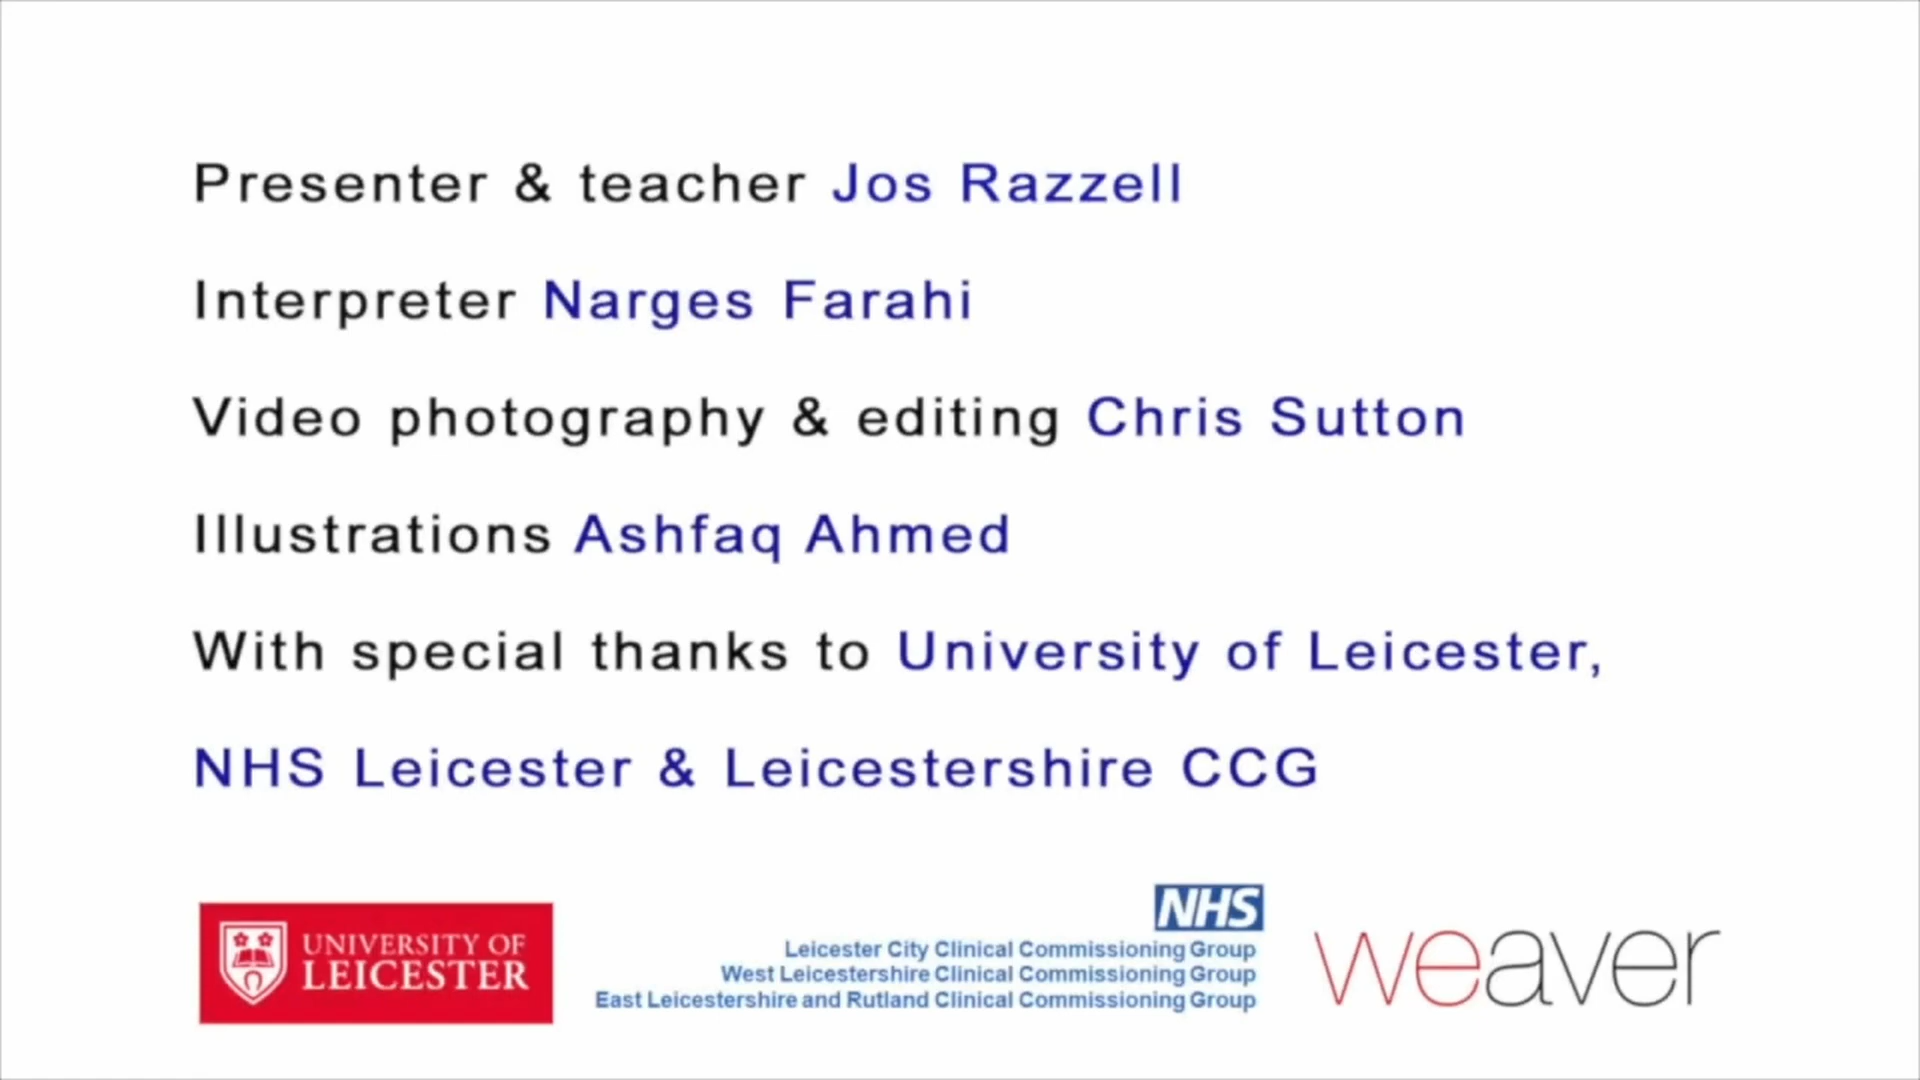 Presenter & teacher Jos Razzell
Interpreter Narges Farahi
Video photography & editing Chris Sutton
Illustrations Ashfaq Ahmed
With special thanks to University of Leicester,
NHS Leicester & Leicestershire CCG
UNIVERSITY OF
LEICESTER
NHS
Leicester City Clinical Commissioning Group
West Leicestershire Clinical Commissioning Group
East Leicestershire and Rutland Clinical Commissioning Group
weaver